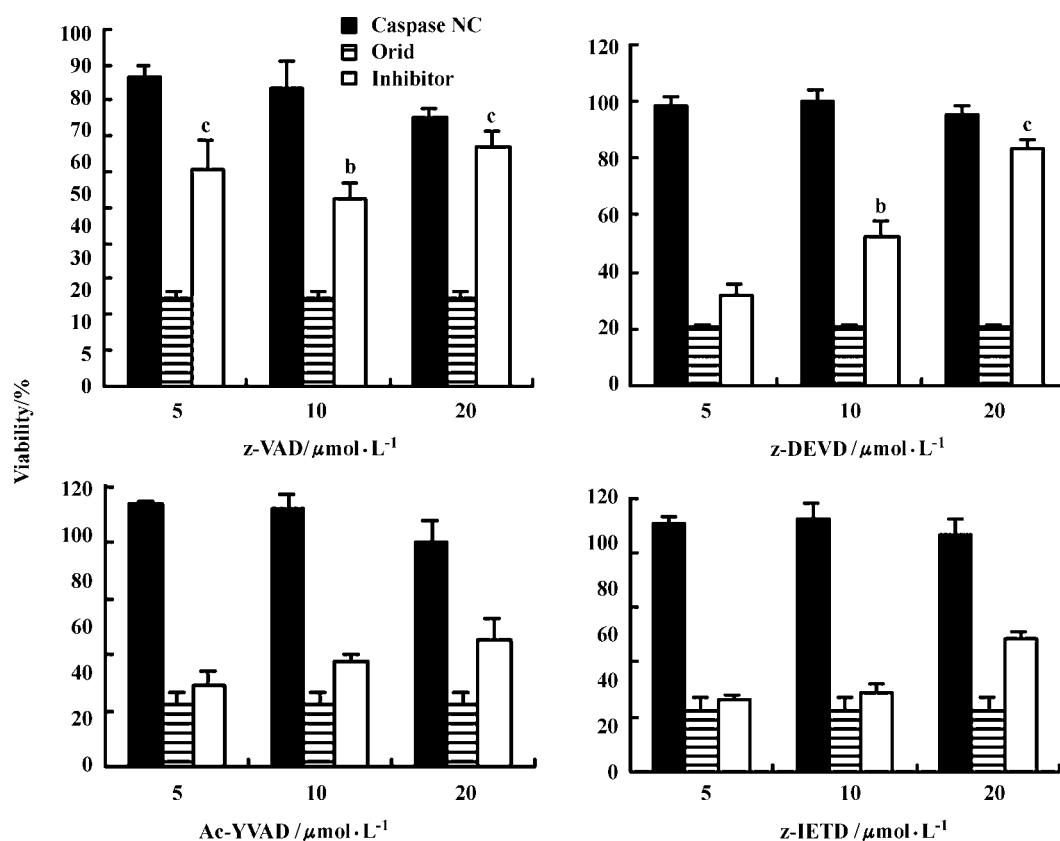 Caspase NC
Orid
Inhibitor
Viability/%
100
90
80
70
60
50
40
30
20
10
5
0
c
b
c
5 10 20
z-VAD/μmol·L⁻¹
120
100
80
60
40
20
0
b
c
5 10 20
z-DEVD/μmol·L⁻¹
120
100
80
60
40
20
0
5 10 20
Ac-YVAD/μmol·L⁻¹
120
100
80
60
40
20
0
5 10 20
z-IETD/μmol·L⁻¹